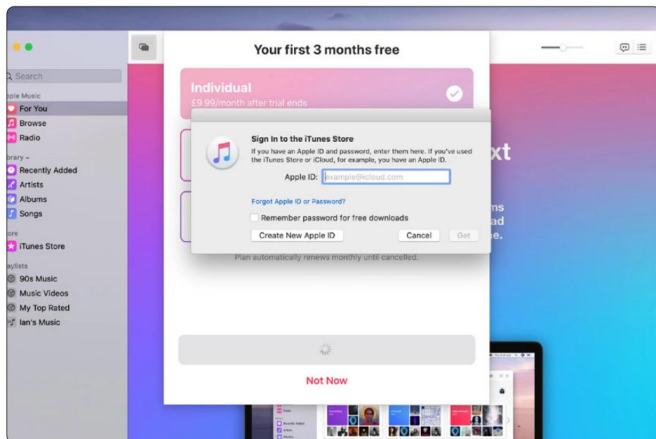 Your first 3 months free
Search
Apple Music
For You
Browse
Radio
Library
Recently Added
Artists
Albums
Songs
Store
iTunes Store
Playlists
90s Music
Music Videos
My Top Rated
Ian's Music
Individual
£9.99/month after trial ends
Sign In to the iTunes Store
If you have an Apple ID and password, enter them here. If you've used
the iTunes Store or iCloud, for example, you have an Apple ID.
Apple ID: example@icloud.com
Forgot Apple ID or Password?
Remember password for free downloads
Create New Apple ID
Cancel
Get
Plan automatically renews monthly until cancelled.
Not Now